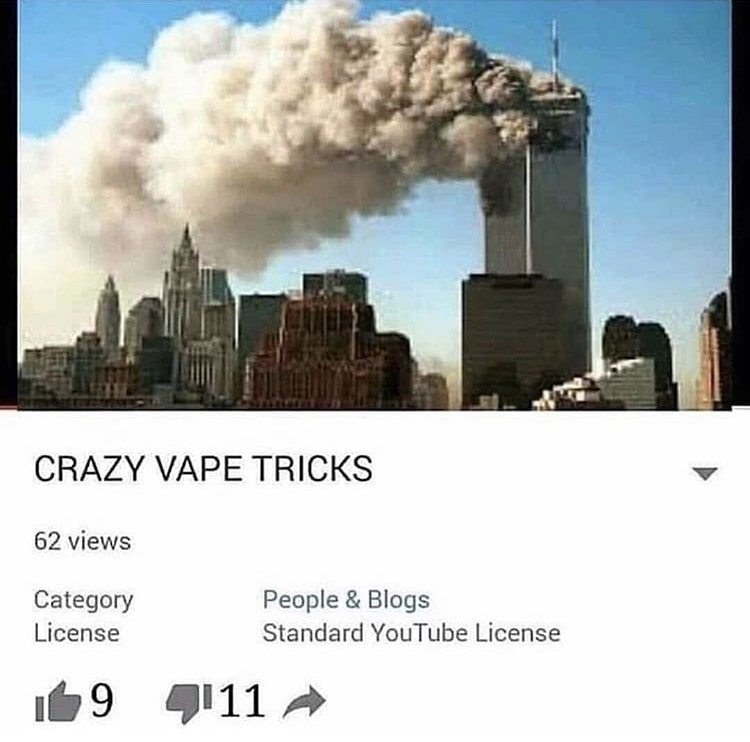 CRAZY VAPE TRICKS
62 views
Category People & Blogs
License Standard YouTube License
9 11